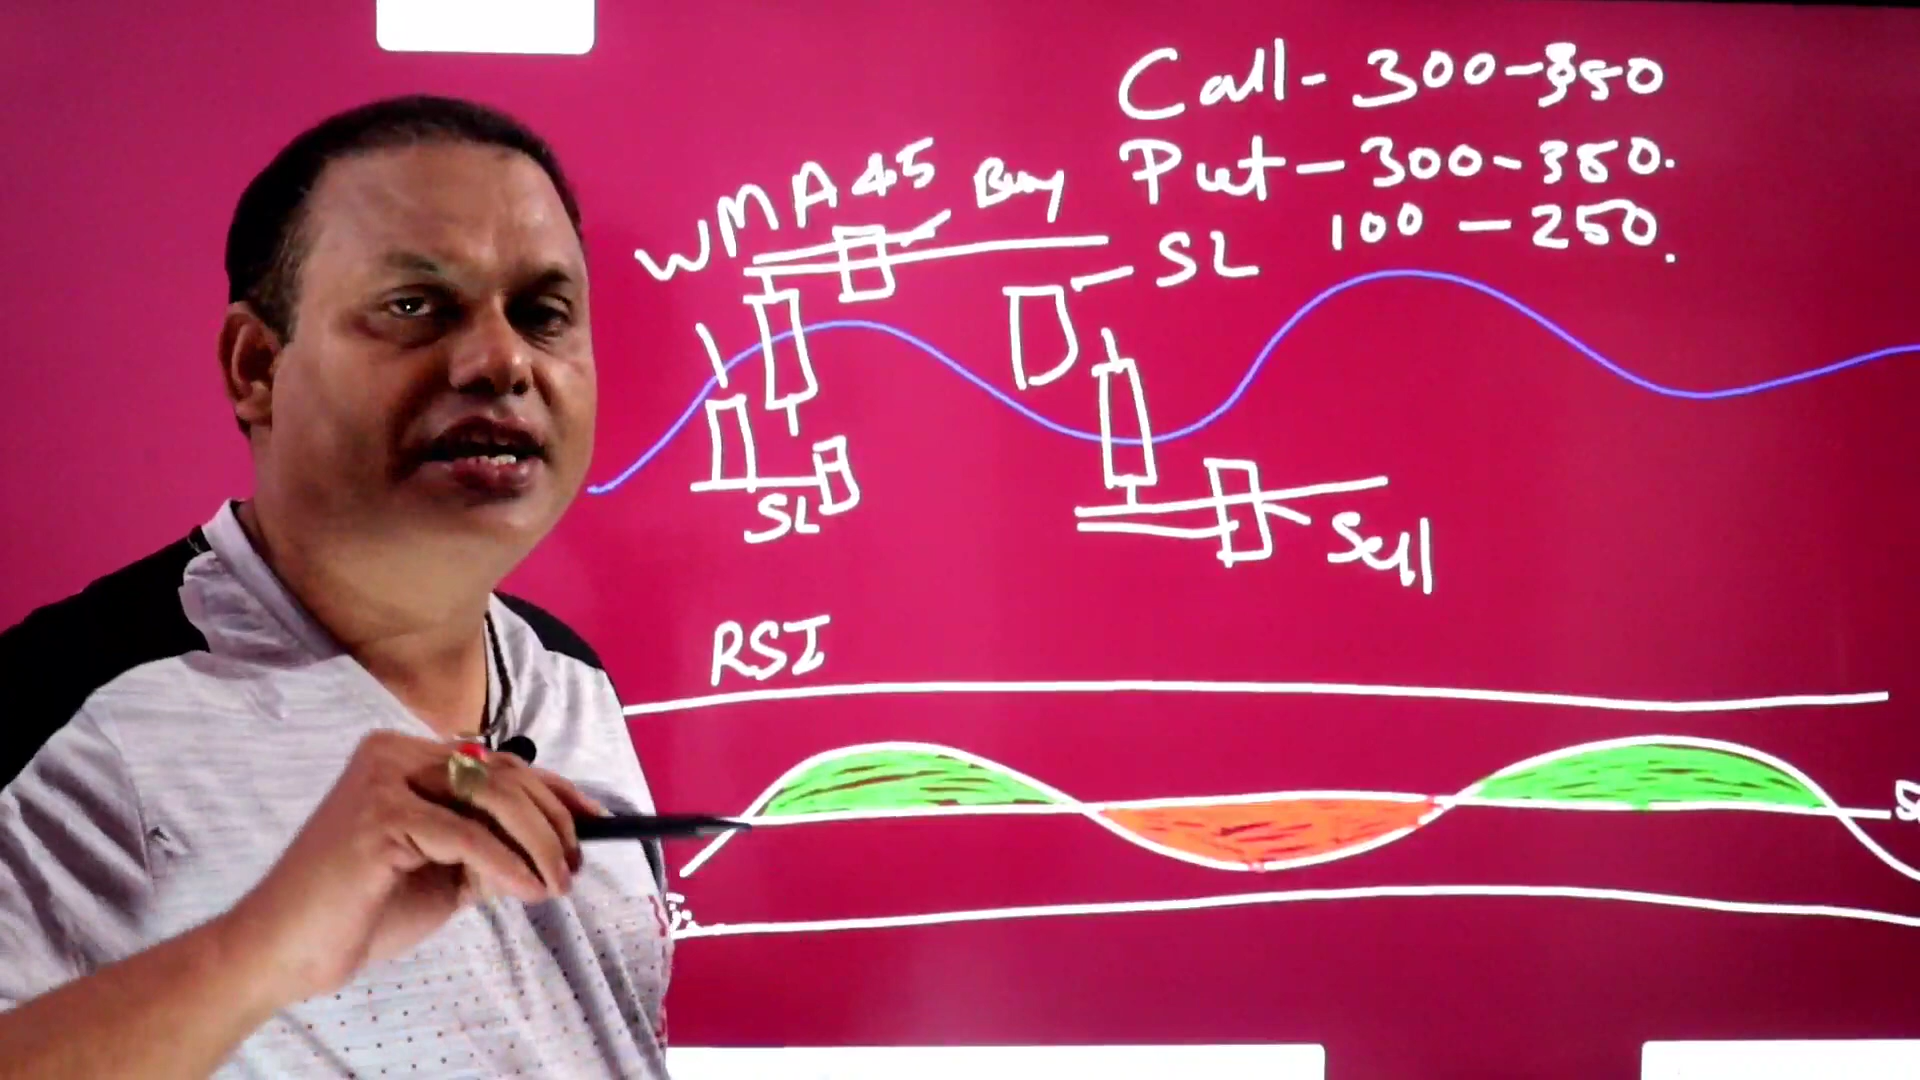 Call - 300-350
Put - 300-350.
100 - 250.
WMA 45
Buy
SL
SL
Sell
RSI